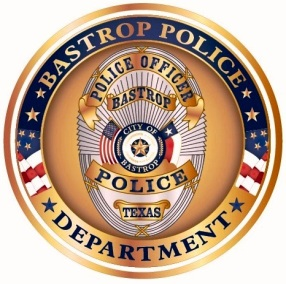 BASTROP POLICE
POLICE OFFICER
BASTROP
CITY OF
BASTROP
POLICE
TEXAS
DEPARTMENT